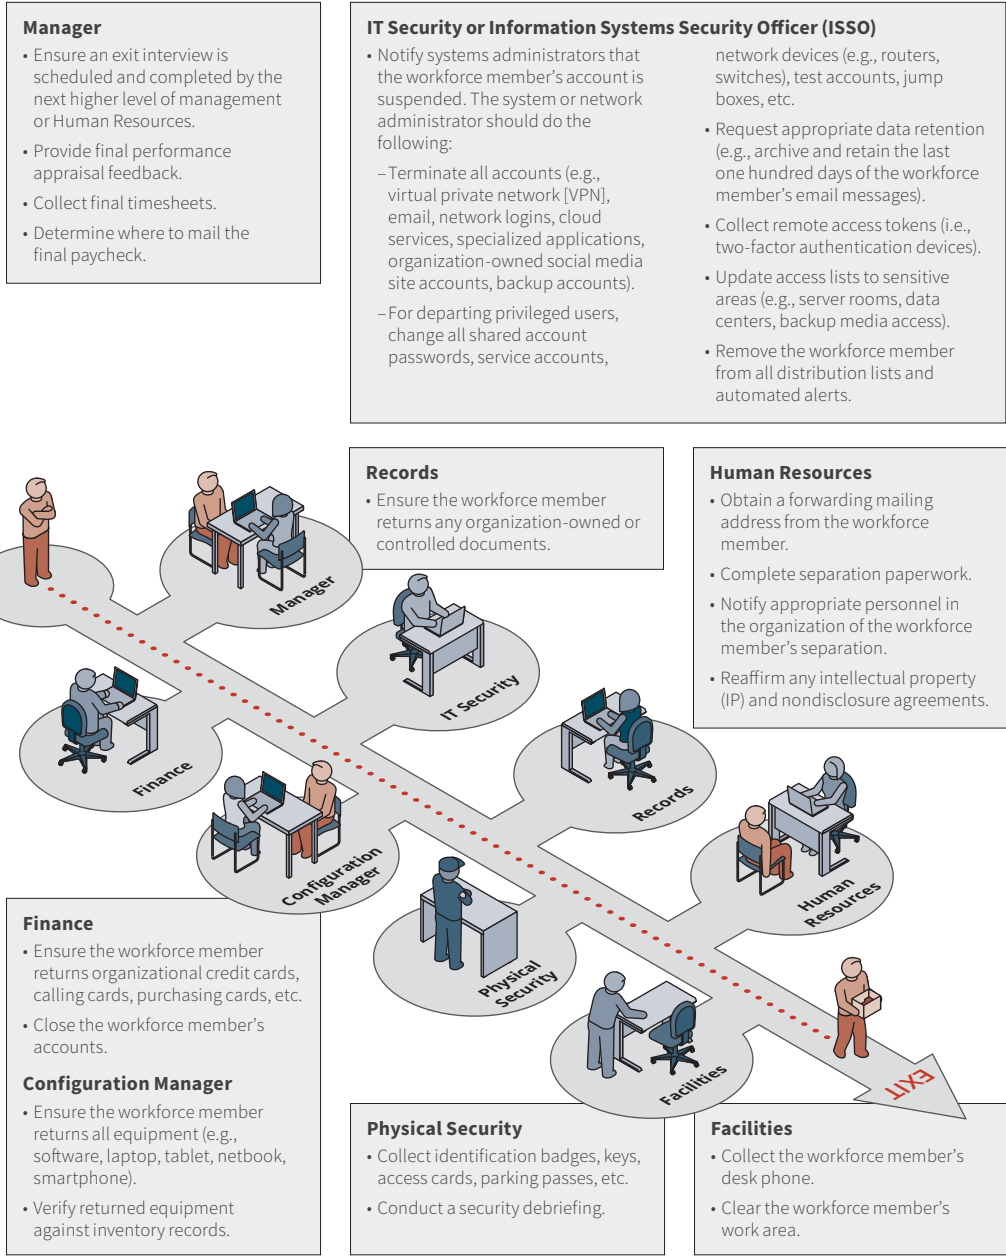 Manager
• Ensure an exit interview is
scheduled and completed by the
next higher level of management
or Human Resources.
• Provide final performance
appraisal feedback.
• Collect final timesheets.
• Determine where to mail the
final paycheck.
IT Security or Information Systems Security Officer (ISSO)
• Notify systems administrators that
the workforce member’s account is
suspended. The system or network
administrator should do the
following:
– Terminate all accounts (e.g.,
virtual private network [VPN],
email, network logins, cloud
services, specialized applications,
organization-owned social media
site accounts, backup accounts).
– For departing privileged users,
change all shared account
passwords, service accounts,
network devices (e.g., routers,
switches), test accounts, jump
boxes, etc.
• Request appropriate data retention
(e.g., archive and retain the last
one hundred days of the workforce
member’s email messages).
• Collect remote access tokens (i.e.,
two-factor authentication devices).
• Update access lists to sensitive
areas (e.g., server rooms, data
centers, backup media access).
• Remove the workforce member
from all distribution lists and
automated alerts.
Records
• Ensure the workforce member
returns any organization-owned or
controlled documents.
Human Resources
• Obtain a forwarding mailing
address from the workforce
member.
• Complete separation paperwork.
• Notify appropriate personnel in
the organization of the workforce
member’s separation.
• Reaffirm any intellectual property
(IP) and nondisclosure agreements.
Manager
IT Security
Finance
Records
Configuration
Manager
Human
Resources
Physical
Security
Facilities
EXIT
Finance
• Ensure the workforce member
returns organizational credit cards,
calling cards, purchasing cards, etc.
• Close the workforce member’s
accounts.
Configuration Manager
• Ensure the workforce member
returns all equipment (e.g.,
software, laptop, tablet, netbook,
smartphone).
• Verify returned equipment
against inventory records.
Physical Security
• Collect identification badges, keys,
access cards, parking passes, etc.
• Conduct a security debriefing.
Facilities
• Collect the workforce member’s
desk phone.
• Clear the workforce member’s
work area.